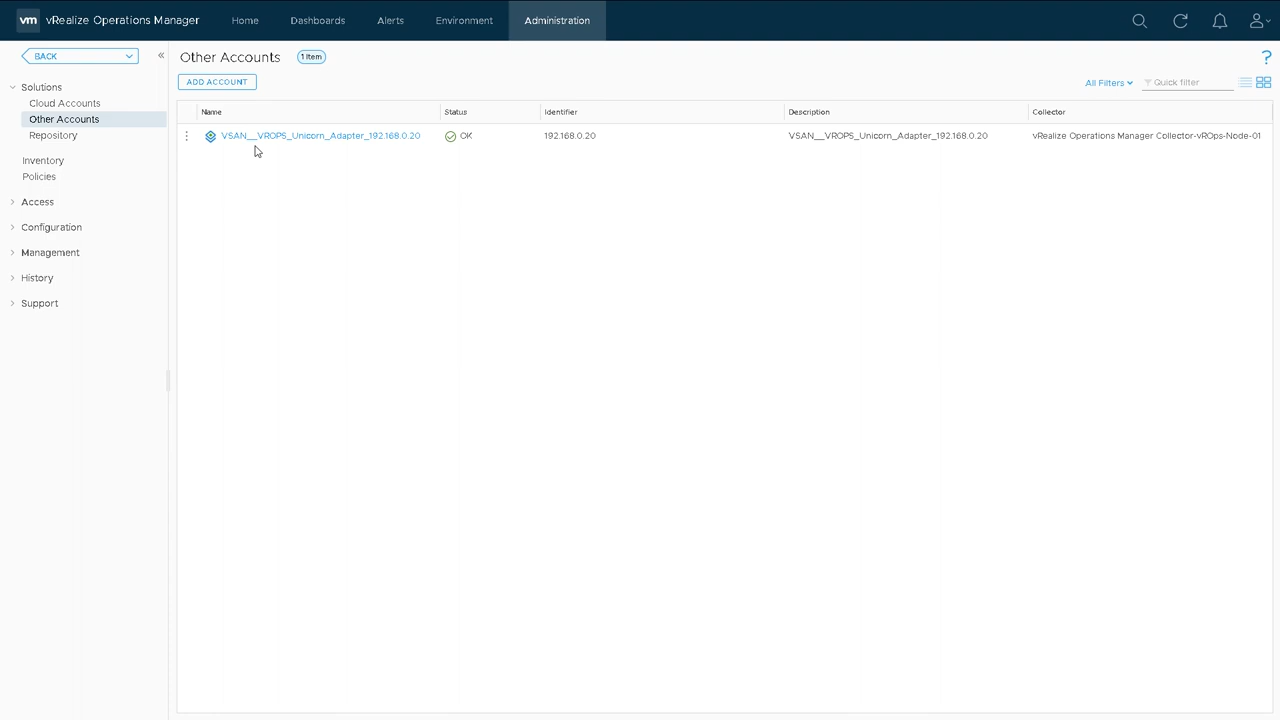 vm vRealize Operations Manager Home Dashboards Alerts Environment Administration
BACK
Solutions
Cloud Accounts
Other Accounts
Repository
Inventory
Policies
Access
Configuration
Management
History
Support
Other Accounts 1 Item
?
ADD ACCOUNT All Filters Quick filter
Name Status Identifier Description Collector
VSAN__VROPS_Unicorn_Adapter_192.168.0.20 OK 192.168.0.20 VSAN__VROPS_Unicorn_Adapter_192.168.0.20 vRealize Operations Manager Collector-vROps-Node-01